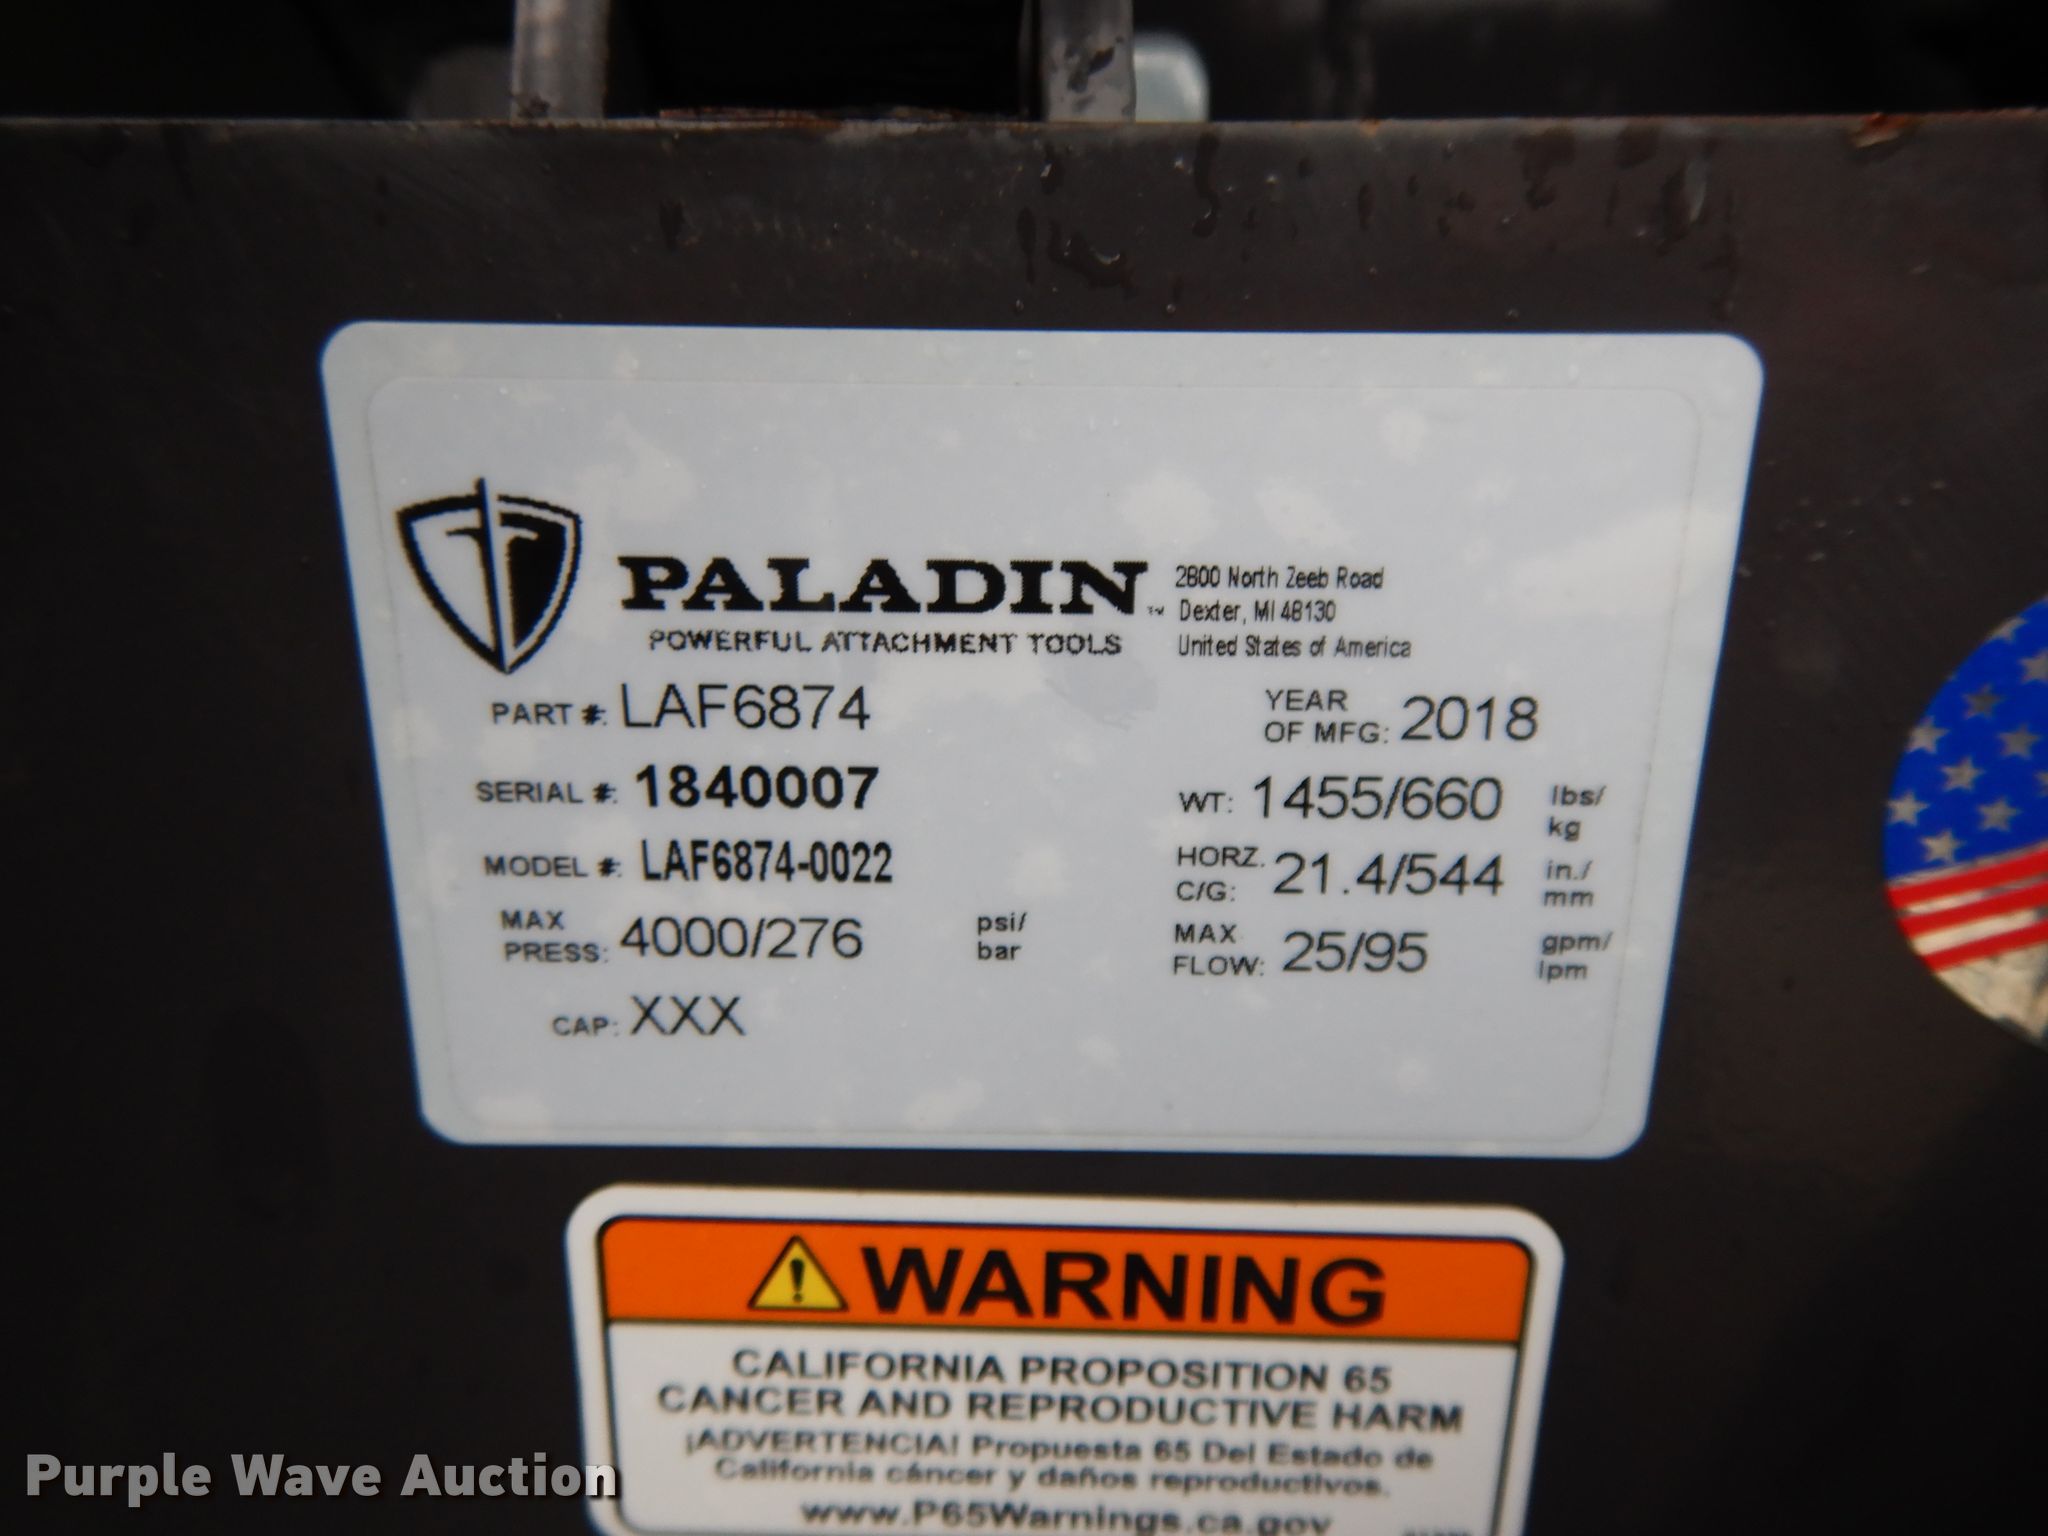 PALADIN™
POWERFUL ATTACHMENT TOOLS
2800 North Zeeb Road
Dexter, MI 48130
United States of America
PART #: LAF6874
YEAR OF MFG: 2018
SERIAL #: 1840007
WT: 1455/660 lbs/kg
MODEL #: LAF6874-0022
HORZ. C/G: 21.4/544 in./mm
MAX PRESS: 4000/276 psi/bar
MAX FLOW: 25/95 gpm/lpm
CAP: XXX
WARNING
CALIFORNIA PROPOSITION 65
CANCER AND REPRODUCTIVE HARM
¡ADVERTENCIA! Propuesta 65 Del Estado de
California cáncer y daños reproductivos.
www.P65Warnings.ca.gov
Purple Wave Auction